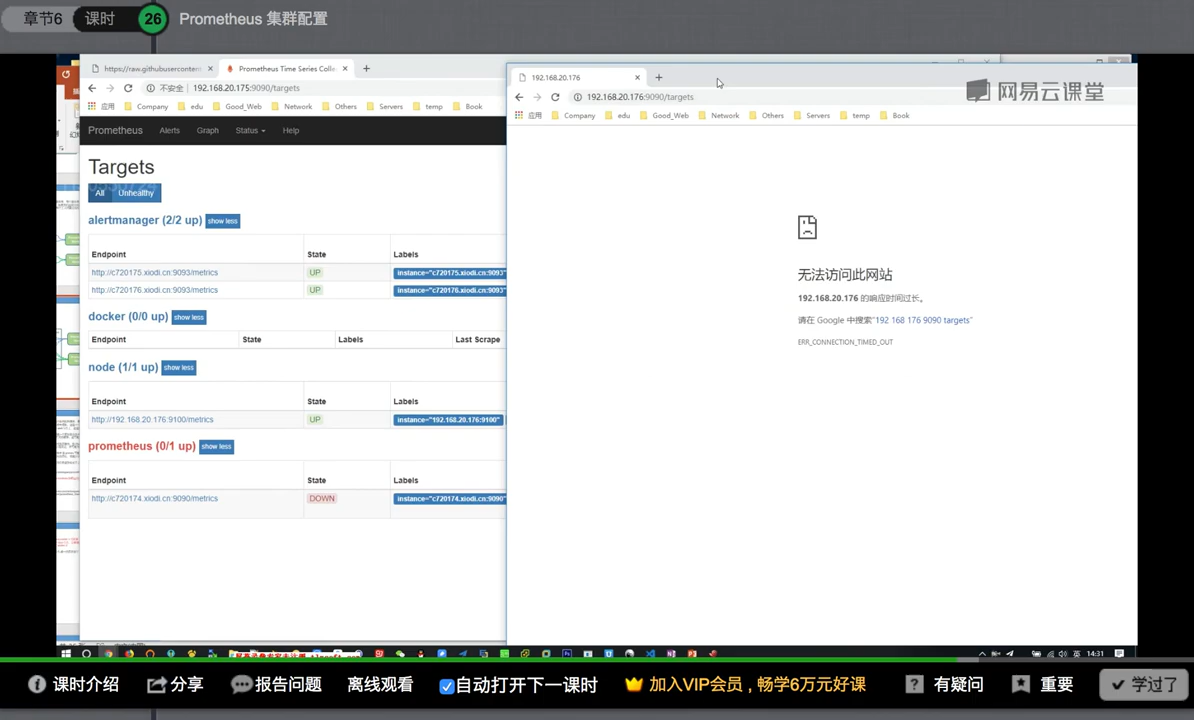 章节6 课时 26 Prometheus 集群配置
https://raw.githubusercontent
Prometheus Time Series Colle
不安全 192.168.20.175:9090/targets
应用 Company edu Good_Web Network Others Servers temp Book
Prometheus Alerts Graph Status Help
Targets
All Unhealthy
alertmanager (2/2 up) show less
Endpoint State Labels
http://c720175.xiodi.cn:9093/metrics UP instance="c720175.xiodi.cn:9093"
http://c720176.xiodi.cn:9093/metrics UP instance="c720176.xiodi.cn:9093"
docker (0/0 up) show less
Endpoint State Labels Last Scrape
node (1/1 up) show less
Endpoint State Labels
http://192.168.20.176:9100/metrics UP instance="192.168.20.176:9100"
prometheus (0/1 up) show less
Endpoint State Labels
http://c720174.xiodi.cn:9090/metrics DOWN instance="c720174.xiodi.cn:9090"
192.168.20.176
192.168.20.176:9090/targets
网易云课堂
应用 Company edu Good_Web Network Others Servers temp Book
无法访问此网站
192.168.20.176 的响应时间过长。
请在 Google 中搜索"192 168 176 9090 targets"
ERR_CONNECTION_TIMED_OUT
英 14:31
课时介绍 分享 报告问题 离线观看 自动打开下一课时 加入VIP会员 , 畅学6万元好课 有疑问 重要 学过了